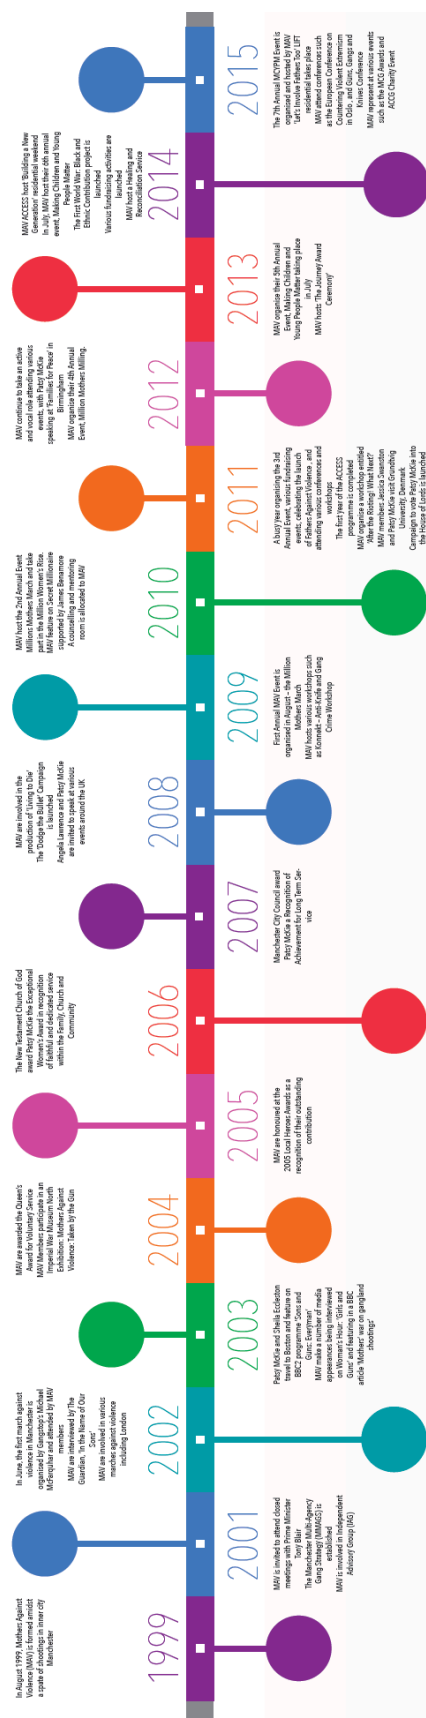 1999
In August 1999, Mothers Against
Violence (MAV) is formed amidst
a spate of shootings in inner city
Manchester
2001
MAV is invited to attend closed
meetings with Prime Minister
Tony Blair
The Manchester Multi-Agency
Gang Strategy (MMAGS) is
established
MAV is involved in Independent
Advisory Group (IAG)
2002
In June, the first march against
violence in Manchester is
organised by Gangstop's Michael
McFarquhar and attended by MAV
members
MAV are interviewed by The
Guardian, 'In the Name of Our
Sons'
MAV are involved in various
marches against violence
including London
2003
Patsy McKie and Sheila Eccleston
travel to Boston and feature on
BBC2 programme 'Sons and
Guns: Everyman'
MAV make a number of media
appearances being interviewed
on Woman's Hour: 'Girls and
Guns' and featuring in a BBC
article 'Mothers' war on gangland
shootings'
2004
MAV are awarded the Queen's
Award for Voluntary Service
MAV Members participate in an
Imperial War Museum North
Exhibition: Mothers Against
Violence: Taken by the Gun
2005
MAV are honoured at the
2005 Local Heroes Awards as a
recognition of their outstanding
contribution
2006
The New Testament Church of God
award Patsy McKie the Exceptional
Women's Award in recognition
of faithful and dedicated service
within the Family, Church and
Community
2007
Manchester City Council award
Patsy McKie a Recognition of
Achievement for Long Term Ser-
vice
2008
MAV are involved in the
production of 'Living to Die'
The 'Dodge the Bullet' Campaign
is launched
Angela Lawrence and Patsy McKie
are invited to speak at various
events around the UK
2009
First Annual MAV Event is
organised in August – the Million
Mothers March
MAV hosts various workshops such
as Konnekt – Anti-Knife and Gang
Crime Workshop
2010
MAV host the 2nd Annual Event
Millions Mothers March and take
part in the Million Women's Rise.
MAV feature on Secret Millionaire
supported by James Benamore
A counselling and mentoring
room is allocated to MAV
2011
A busy year organising the 3rd
Annual Event, various fundraising
events, celebrating the launch
of Fathers Against Violence, and
attending various conferences and
workshops
The first year of the ACCESS
programme is completed
MAV organise a workshop entitled
'After the Rioting! What Next?'
MAV members Jessica Swanston
and Patsy McKie visit Grundtvig
University, Denmark
Campaign to vote Patsy McKie into
the House of Lords is launched
2012
MAV continue to take an active
and vocal role attending various
events, with Patsy McKie
speaking at 'Families for Peace' in
Birmingham
MAV organise their 4th Annual
Event, Million Mothers Milling.
2013
MAV organise their 5th Annual
Event, Making Children and
Young People Matter taking place
in July
MAV hosts 'The Journey Award
Ceremony'
2014
MAV ACCESS host 'Building a New
Generation' residential weekend
In July, MAV host their 6th annual
event, Making Children and Young
People Matter
The First World War: Black and
Ethnic Contribution project is
launched
Various fundraising activities are
launched
MAV host a Healing and
Reconciliation Service
2015
The 7th Annual MCYPM Event is
organised and hosted by MAV
'Let's Involve Fathers Too' LIFT
residential takes place
MAV attend conferences such
as the European Conference on
Countering Violent Extremism
in Oslo, and Guns, Gangs and
Knives Conference
MAV represent at various events
such as the MCG Awards and
ACCG Charity Event